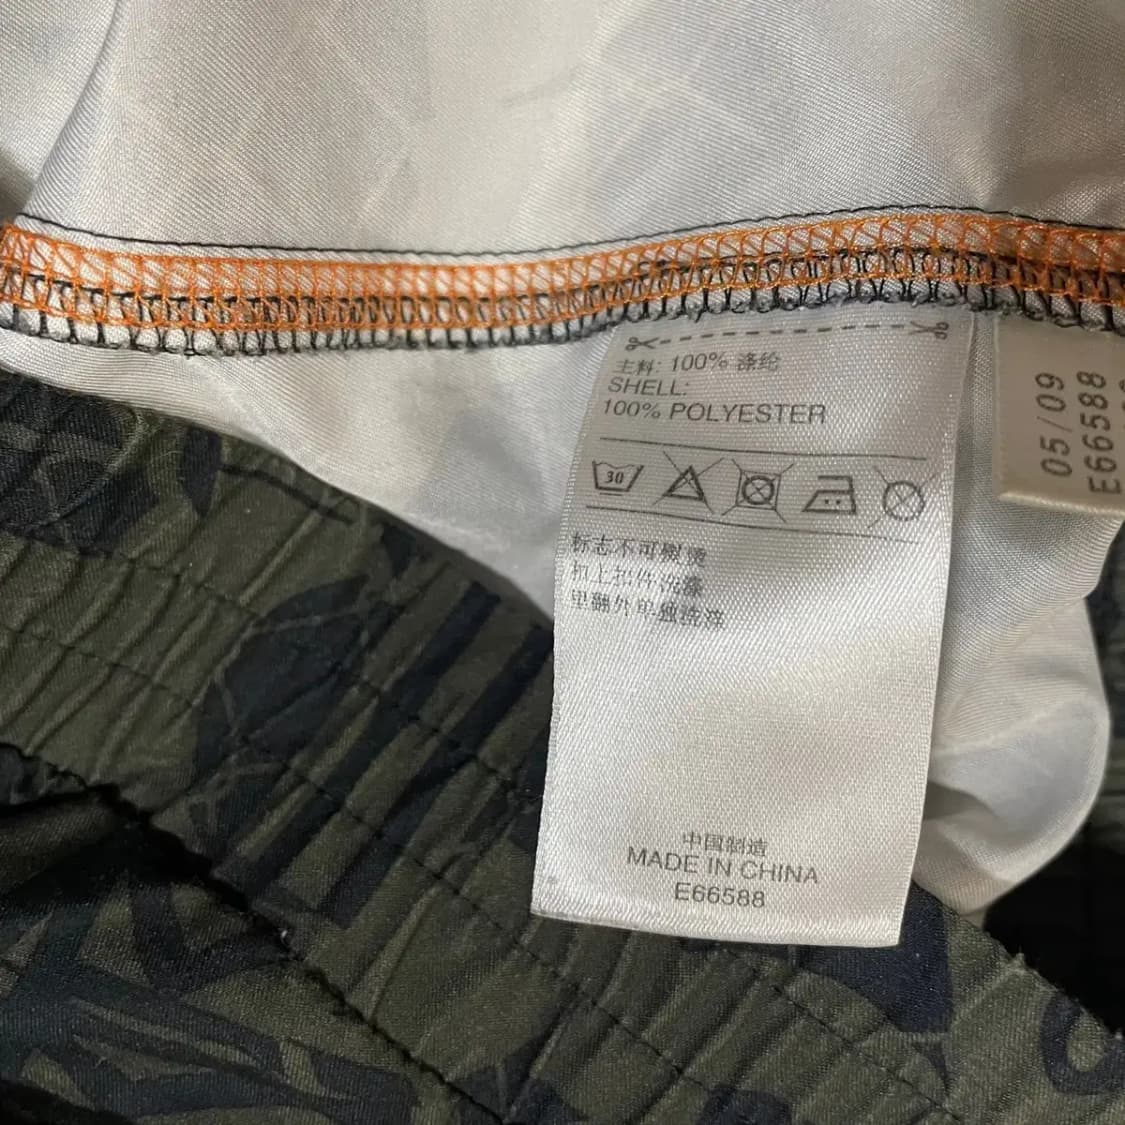 主料: 100% 涤纶
SHELL:
100% POLYESTER
30
标志不可熨烫
扣上扣件洗涤
里翻外单独洗涤
中国制造
MADE IN CHINA
E66588
05/09
E66588